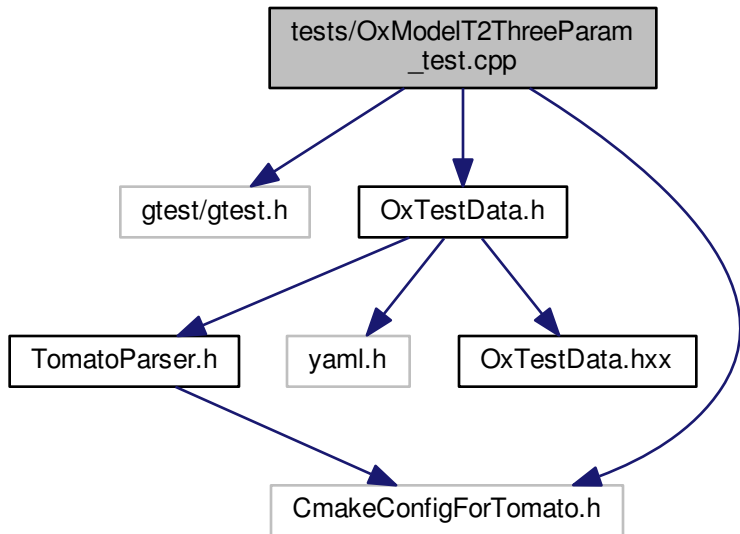 tests/OxModelT2ThreeParam
_test.cpp
gtest/gtest.h
OxTestData.h
TomatoParser.h
yaml.h
OxTestData.hxx
CmakeConfigForTomato.h